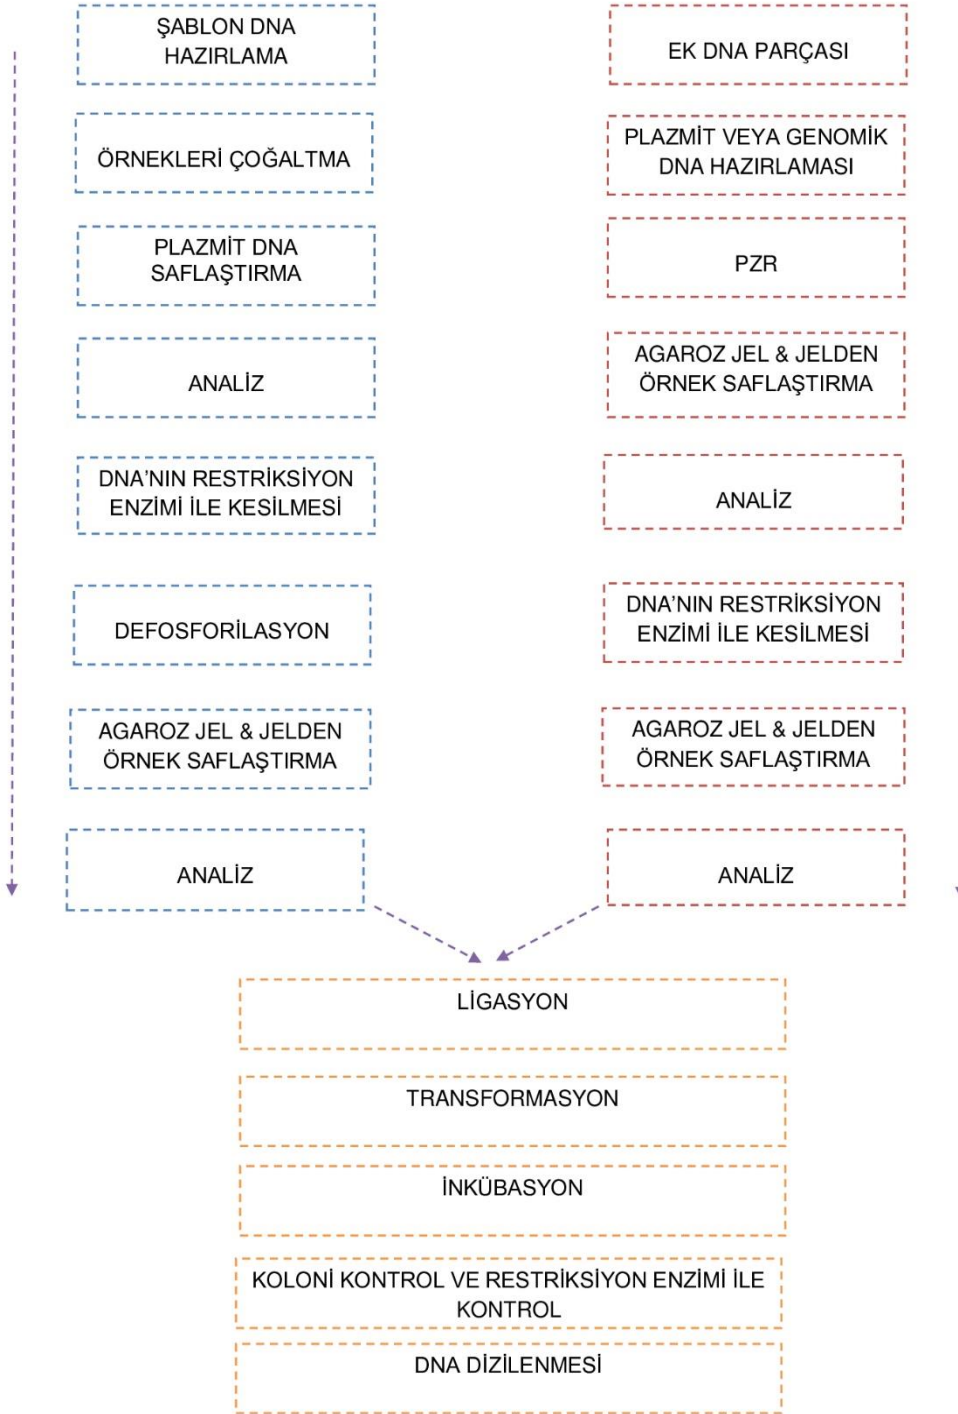 ŞABLON DNA
HAZIRLAMA
ÖRNEKLERİ ÇOĞALTMA
PLAZMİT DNA
SAFLAŞTIRMA
ANALİZ
DNA'NIN RESTRİKSİYON
ENZİMİ İLE KESİLMESİ
DEFOSFORİLASYON
AGAROZ JEL & JELDEN
ÖRNEK SAFLAŞTIRMA
ANALİZ
EK DNA PARÇASI
PLAZMİT VEYA GENOMİK
DNA HAZIRLAMASI
PZR
AGAROZ JEL & JELDEN
ÖRNEK SAFLAŞTIRMA
ANALİZ
DNA'NIN RESTRİKSİYON
ENZİMİ İLE KESİLMESİ
AGAROZ JEL & JELDEN
ÖRNEK SAFLAŞTIRMA
ANALİZ
LİGASYON
TRANSFORMASYON
İNKÜBASYON
KOLONİ KONTROL VE RESTRİKSİYON ENZİMİ İLE
KONTROL
DNA DİZİLENMESİ